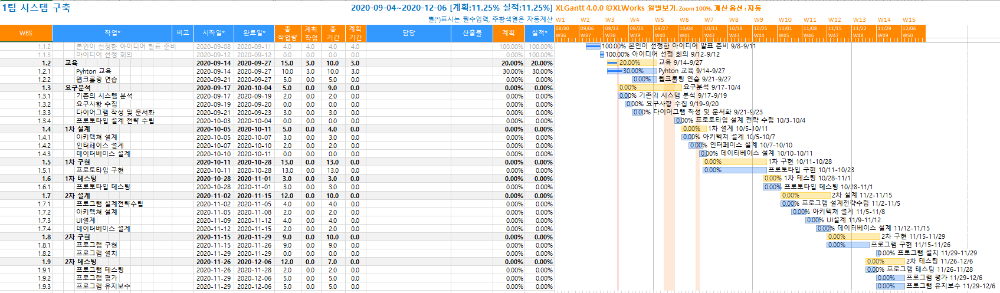 1팀 시스템 구축 2020-09-04~2020-12-06 [계획:11.25% 실적:11.25%] XLGantt 4.0.0 ©XLWorks 일별보기, Zoom 100%, 계산 옵션 : 자동
별(*)표시는 필수입력, 주황색열은 자동계산 W1 W2 W3 W4 W5 W6 W7 W8 W9 W10 W11 W12 W13 W14 W15
WBS 작업* 비고 시작일* 완료일* 총 작업량 계획 작업 총 기간 계획 기간 담당 산출물 계획 실적*
08/30 09/06 09/13 09/20 09/27 10/04 10/11 10/18 10/25 11/01 11/08 11/15 11/22 11/29 12/06
W36 W37 W38 W39 W40 W41 W42 W43 W44 W45 W46 W47 W48 W49 W50
1.1.2 본인이 선정한 아이디어 발표 준비 2020-09-08 2020-09-11 4.0 4.0 4.0 4.0 100.00% 100.00% 100.00% 본인이 선정한 아이디어 발표 준비 9/8-9/11
1.1.3 아이디어 선정 회의 2020-09-12 2020-09-12 0.0 0.0 0.0 0.0 0.00% 100.00% 100.00% 아이디어 선정 회의 9/12-9/12
1.2 교육 2020-09-14 2020-09-27 15.0 3.0 10.0 3.0 20.00% 20.00% 20.00% 교육 9/14-9/27
1.2.1 Pyhton 교육 2020-09-14 2020-09-27 10.0 3.0 10.0 3.0 30.00% 30.00% 30.00% Pyhton 교육 9/14-9/27
1.2.2 웹크롤링 연습 2020-09-21 2020-09-27 5.0 0.0 5.0 0.0 0.00% 0.00% 0.00% 웹크롤링 연습 9/21-9/27
1.3 요구분석 2020-09-17 2020-10-04 5.0 0.0 9.0 0.0 0.00% 0.00% 0.00% 요구분석 9/17-10/4
1.3.1 기존의 시스템 분석 2020-09-17 2020-09-19 2.0 0.0 2.0 0.0 0.00% 0.00% 0.00% 기존의 시스템 분석 9/17-9/19
1.3.2 요구사항 수집 2020-09-19 2020-09-20 0.0 0.0 0.0 0.0 0.00% 0.00% 0.00% 요구사항 수집 9/19-9/20
1.3.3 다이어그램 작성 및 문서화 2020-09-21 2020-09-23 3.0 0.0 3.0 0.0 0.00% 0.00% 0.00% 다이어그램 작성 및 문서화 9/21-9/23
1.3.4 프로토타입 설계 전략 수립 2020-10-03 2020-10-04 0.0 0.0 0.0 0.0 0.00% 0.00% 0.00% 프로토타입 설계 전략 수립 10/3-10/4
1.4 1차 설계 2020-10-05 2020-10-11 5.0 0.0 4.0 0.0 0.00% 0.00% 0.00% 1차 설계 10/5-10/11
1.4.1 아키텍쳐 설계 2020-10-05 2020-10-07 3.0 0.0 3.0 0.0 0.00% 0.00% 0.00% 아키텍쳐 설계 10/5-10/7
1.4.2 인터페이스 설계 2020-10-07 2020-10-10 2.0 0.0 2.0 0.0 0.00% 0.00% 0.00% 인터페이스 설계 10/7-10/10
1.4.3 데이터베이스 설계 2020-10-10 2020-10-11 0.0 0.0 0.0 0.0 0.00% 0.00% 0.00% 데이터베이스 설계 10/10-10/11
1.5 1차 구현 2020-10-11 2020-10-28 13.0 0.0 13.0 0.0 0.00% 0.00% 0.00% 1차 구현 10/11-10/28
1.5.1 프로토타입 구현 2020-10-11 2020-10-28 13.0 0.0 13.0 0.0 0.00% 0.00% 0.00% 프로토타입 구현 10/11-10/28
1.6 1차 테스팅 2020-10-28 2020-11-01 3.0 0.0 3.0 0.0 0.00% 0.00% 0.00% 1차 테스팅 10/28-11/1
1.6.1 프로토타입 테스팅 2020-10-28 2020-11-01 3.0 0.0 3.0 0.0 0.00% 0.00% 0.00% 프로토타입 테스팅 10/28-11/1
1.7 2차 설계 2020-11-02 2020-11-15 12.0 0.0 10.0 0.0 0.00% 0.00% 0.00% 2차 설계 11/2-11/15
1.7.1 프로그램 설계전략수립 2020-11-02 2020-11-05 4.0 0.0 4.0 0.0 0.00% 0.00% 0.00% 프로그램 설계전략수립 11/2-11/5
1.7.2 아키텍쳐 설계 2020-11-05 2020-11-08 2.0 0.0 2.0 0.0 0.00% 0.00% 0.00% 아키텍쳐 설계 11/5-11/8
1.7.3 UI설계 2020-11-09 2020-11-12 4.0 0.0 4.0 0.0 0.00% 0.00% 0.00% UI설계 11/9-11/12
1.7.4 데이터베이스 설계 2020-11-12 2020-11-15 2.0 0.0 2.0 0.0 0.00% 0.00% 0.00% 데이터베이스 설계 11/12-11/15
1.8 2차 구현 2020-11-15 2020-11-29 9.0 0.0 10.0 0.0 0.00% 0.00% 0.00% 2차 구현 11/15-11/29
1.8.1 프로그램 구현 2020-11-15 2020-11-26 9.0 0.0 9.0 0.0 0.00% 0.00% 0.00% 프로그램 구현 11/15-11/26
1.8.2 프로그램 설치 2020-11-29 2020-11-29 0.0 0.0 0.0 0.0 0.00% 0.00% 0.00% 프로그램 설치 11/29-11/29
1.9 2차 테스팅 2020-11-26 2020-12-06 12.0 0.0 7.0 0.0 0.00% 0.00% 0.00% 2차 테스팅 11/26-12/6
1.9.1 프로그램 테스팅 2020-11-26 2020-11-28 2.0 0.0 2.0 0.0 0.00% 0.00% 0.00% 프로그램 테스팅 11/26-11/28
1.9.2 프로그램 평가 2020-11-29 2020-12-06 5.0 0.0 5.0 0.0 0.00% 0.00% 0.00% 프로그램 평가 11/29-12/6
1.9.3 프로그램 유지보수 2020-11-29 2020-12-06 5.0 0.0 5.0 0.0 0.00% 0.00% 0.00% 프로그램 유지보수 11/29-12/6